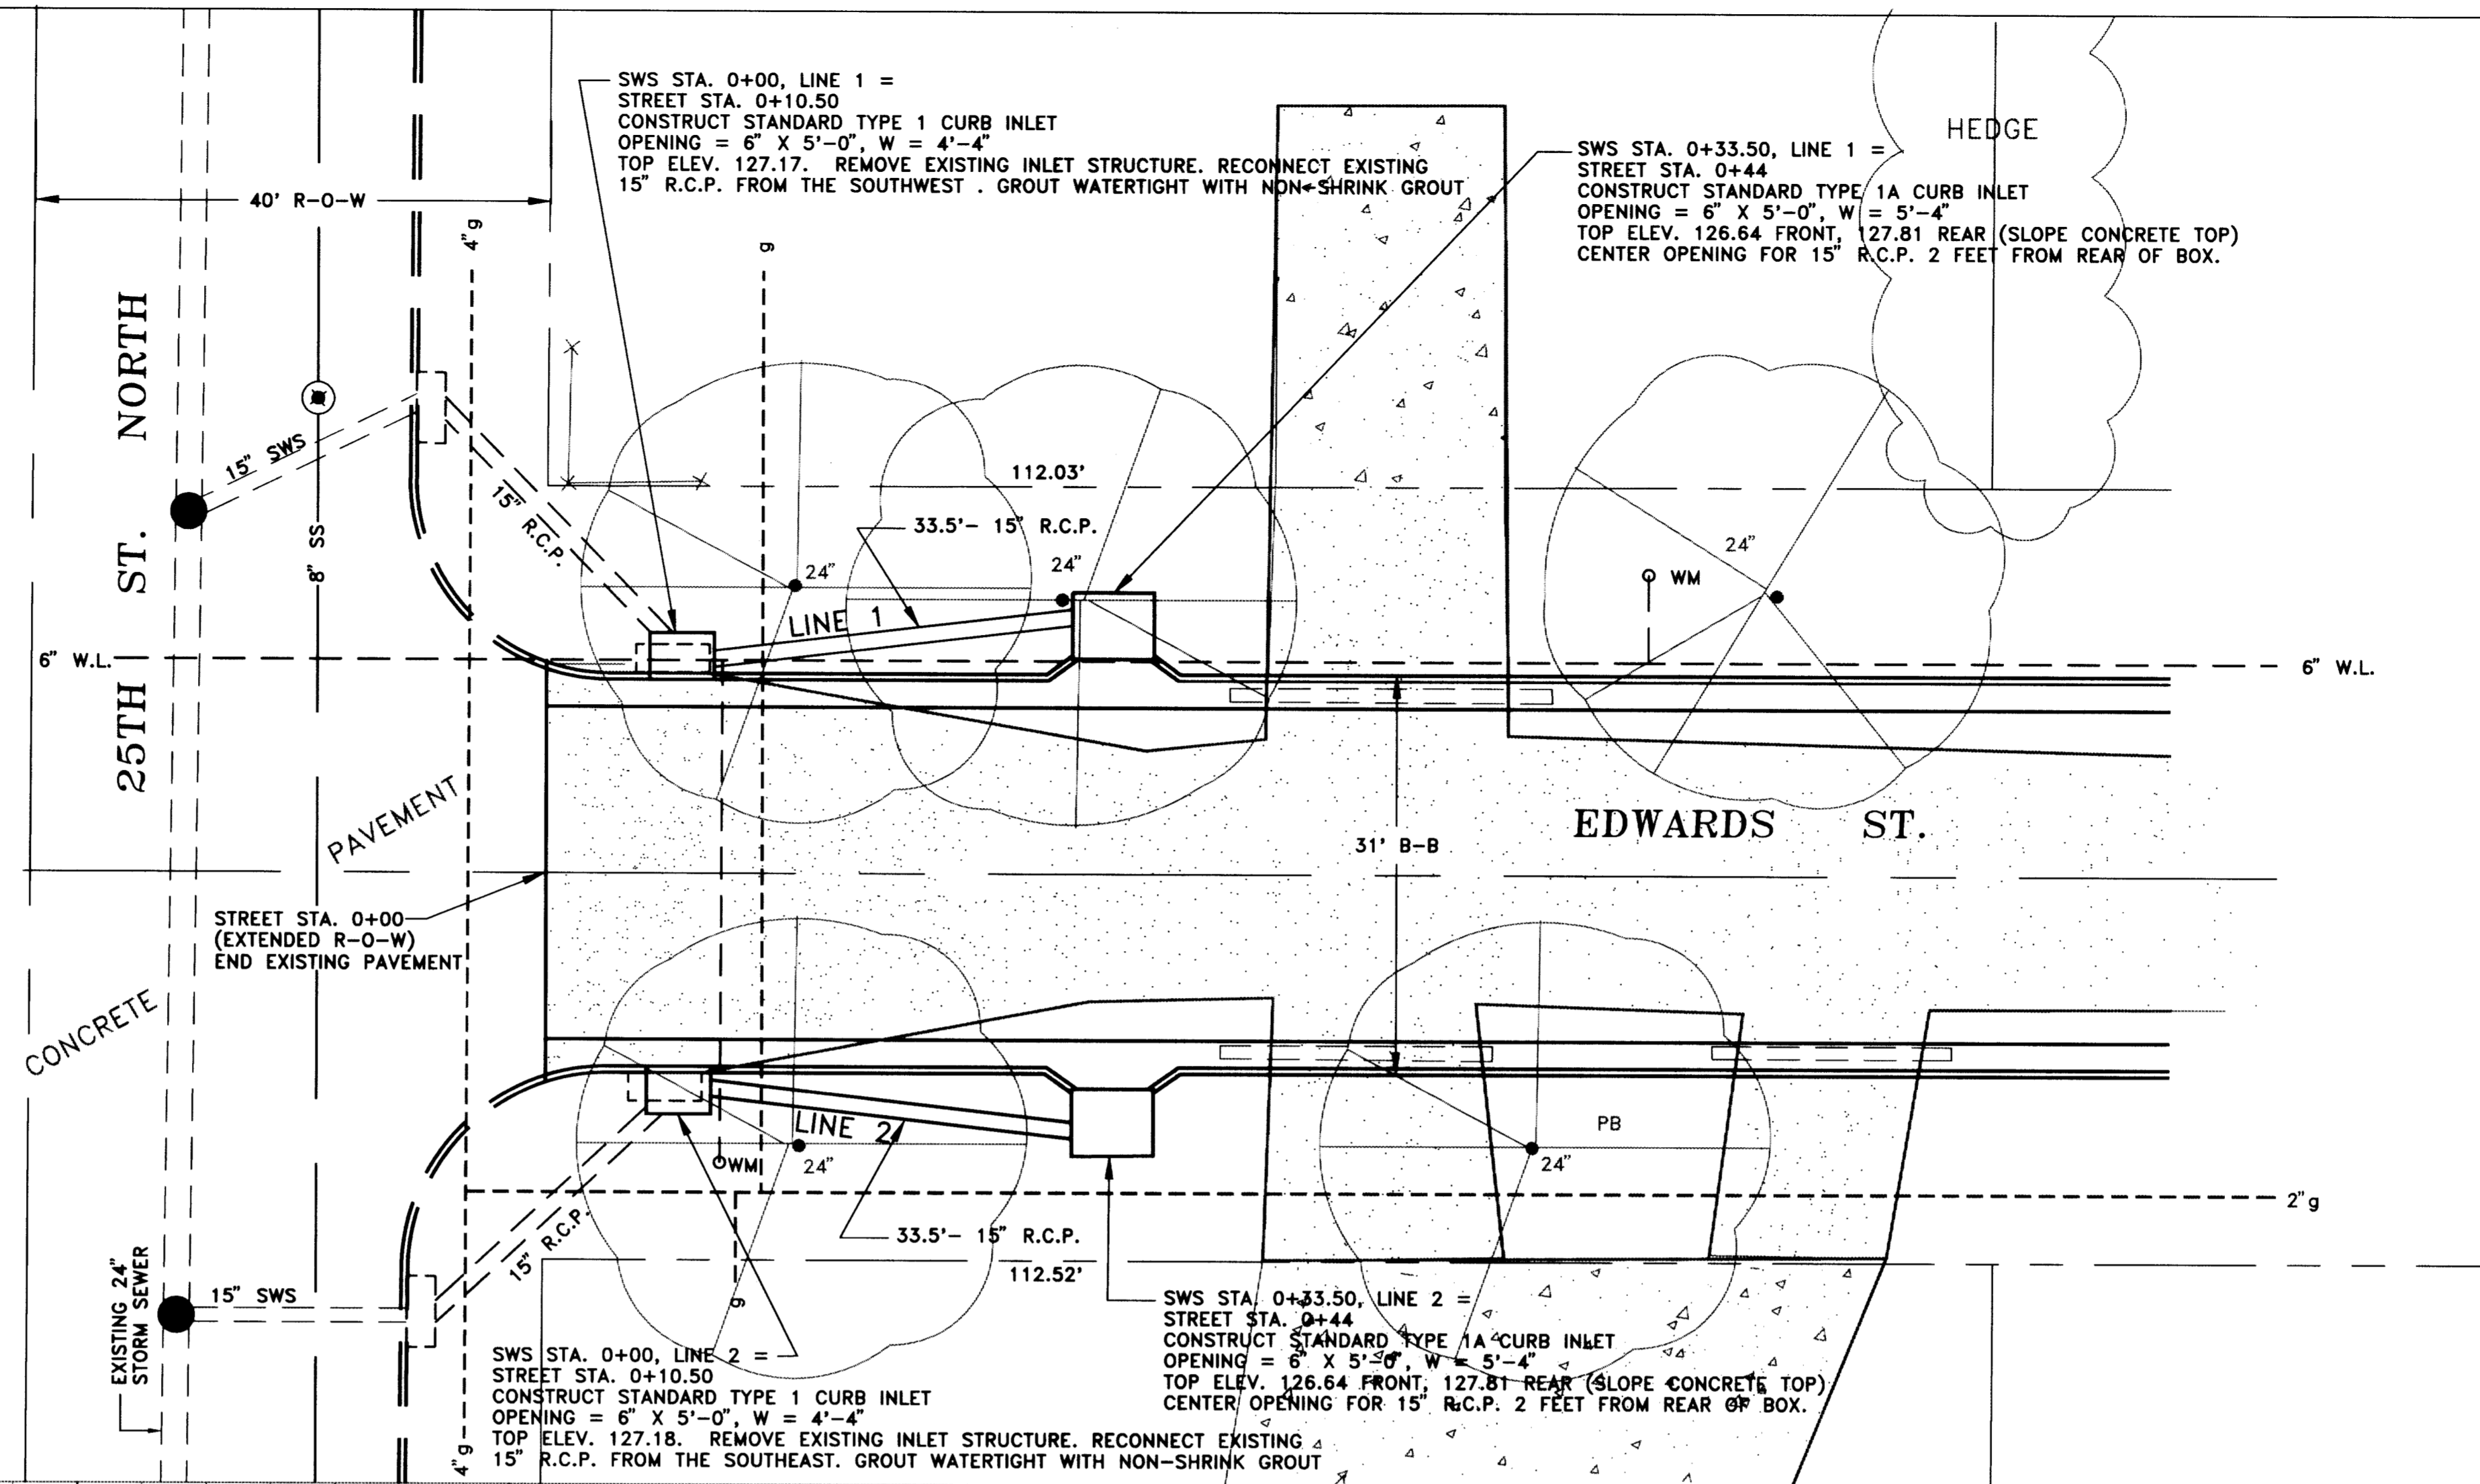 SWS STA. 0+00, LINE 1 =
STREET STA. 0+10.50
CONSTRUCT STANDARD TYPE 1 CURB INLET
OPENING = 6" X 5'-0", W = 4'-4"
TOP ELEV. 127.17. REMOVE EXISTING INLET STRUCTURE. RECONNECT EXISTING
15" R.C.P. FROM THE SOUTHWEST . GROUT WATERTIGHT WITH NON-SHRINK GROUT
HEDGE
SWS STA. 0+33.50, LINE 1 =
STREET STA. 0+44
CONSTRUCT STANDARD TYPE 1A CURB INLET
OPENING = 6" X 5'-0", W = 5'-4"
TOP ELEV. 126.64 FRONT, 127.81 REAR (SLOPE CONCRETE TOP)
CENTER OPENING FOR 15" R.C.P. 2 FEET FROM REAR OF BOX.
40' R-O-W
4"g
g
25TH ST. NORTH
15" SWS
8" SS
15" R.C.P.
112.03'
33.5'- 15" R.C.P.
24"
24"
24"
WM
LINE 1
6" W.L.
6" W.L.
PAVEMENT
EDWARDS ST.
31' B-B
STREET STA. 0+00
(EXTENDED R-O-W)
END EXISTING PAVEMENT
CONCRETE
LINE 2
WM
24"
PB
24"
2"g
15" R.C.P.
33.5'- 15" R.C.P.
112.52'
g
EXISTING 24"
STORM SEWER
15" SWS
SWS STA. 0+33.50, LINE 2 =
STREET STA. 0+44
CONSTRUCT STANDARD TYPE 1A CURB INLET
OPENING = 6" X 5'-0", W = 5'-4"
TOP ELEV. 126.64 FRONT, 127.81 REAR (SLOPE CONCRETE TOP)
CENTER OPENING FOR 15" R.C.P. 2 FEET FROM REAR OF BOX.
SWS STA. 0+00, LINE 2 =
STREET STA. 0+10.50
CONSTRUCT STANDARD TYPE 1 CURB INLET
OPENING = 6" X 5'-0", W = 4'-4"
TOP ELEV. 127.18. REMOVE EXISTING INLET STRUCTURE. RECONNECT EXISTING
15" R.C.P. FROM THE SOUTHEAST. GROUT WATERTIGHT WITH NON-SHRINK GROUT
4"g